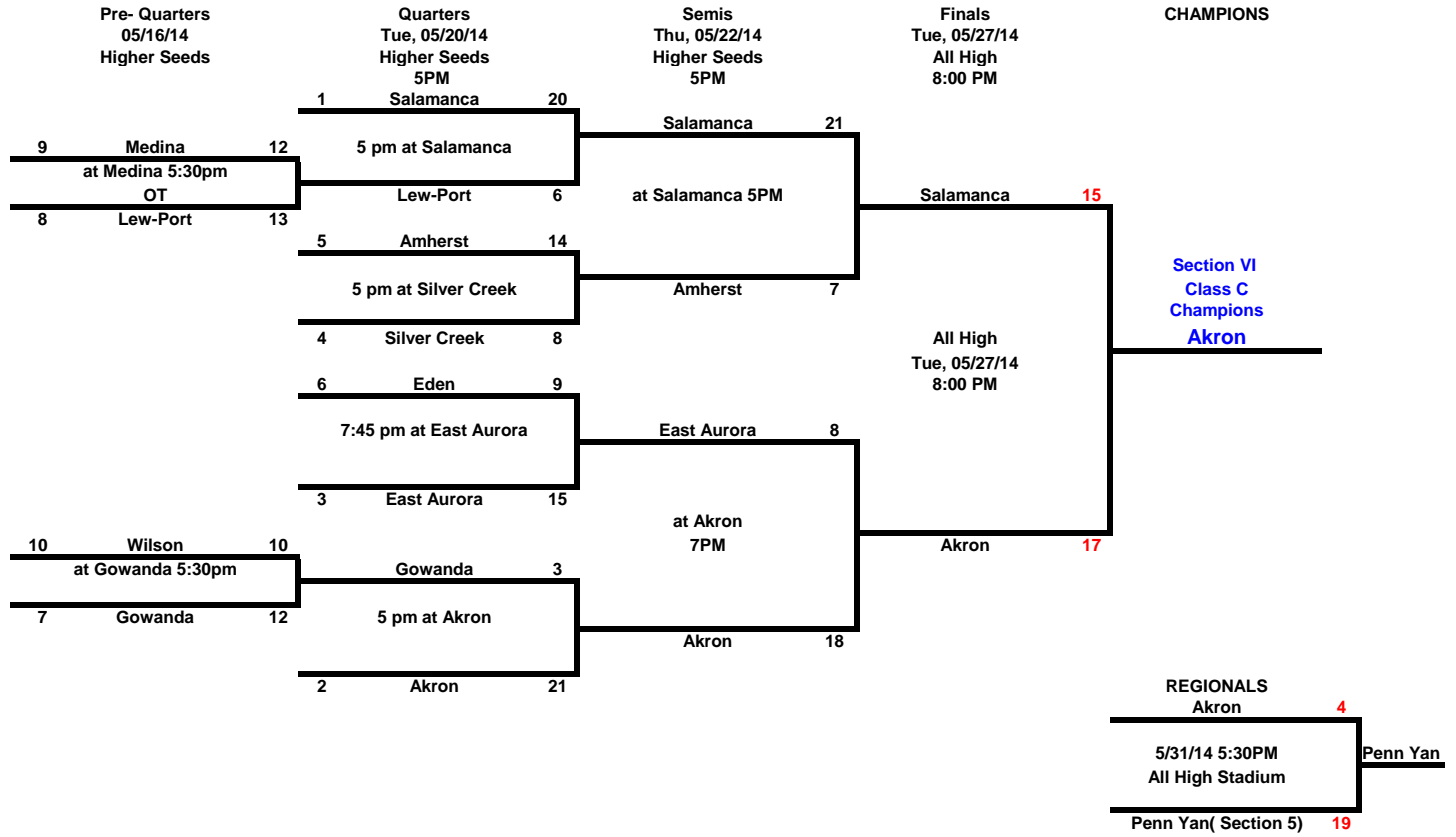 Pre- Quarters
05/16/14
Higher Seeds
Quarters
Tue, 05/20/14
Higher Seeds
5PM
Semis
Thu, 05/22/14
Higher Seeds
5PM
Finals
Tue, 05/27/14
All High
8:00 PM
CHAMPIONS
9 Medina 12
at Medina 5:30pm
OT
8 Lew-Port 13
10 Wilson 10
at Gowanda 5:30pm
7 Gowanda 12
1 Salamanca 20
5 pm at Salamanca
Lew-Port 6
5 Amherst 14
5 pm at Silver Creek
4 Silver Creek 8
6 Eden 9
7:45 pm at East Aurora
3 East Aurora 15
Gowanda 3
5 pm at Akron
2 Akron 21
Salamanca 21
at Salamanca 5PM
Amherst 7
East Aurora 8
at Akron
7PM
Akron 18
Salamanca 15
All High
Tue, 05/27/14
8:00 PM
Akron 17
Section VI
Class C
Champions
Akron
REGIONALS
Akron 4
5/31/14 5:30PM
All High Stadium
Penn Yan( Section 5) 19
Penn Yan